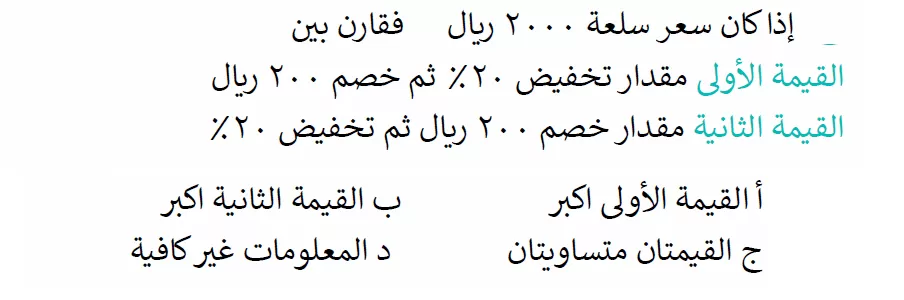 إذا كان سعر سلعة ٢٠٠٠ ريال فقارن بين
القيمة الأولى مقدار تخفيض ٢٠٪ ثم خصم ٢٠٠ ريال
القيمة الثانية مقدار خصم ٢٠٠ ريال ثم تخفيض ٢٠٪
أ القيمة الأولى اكبر ب القيمة الثانية اكبر
ج القيمتان متساويتان د المعلومات غير كافية